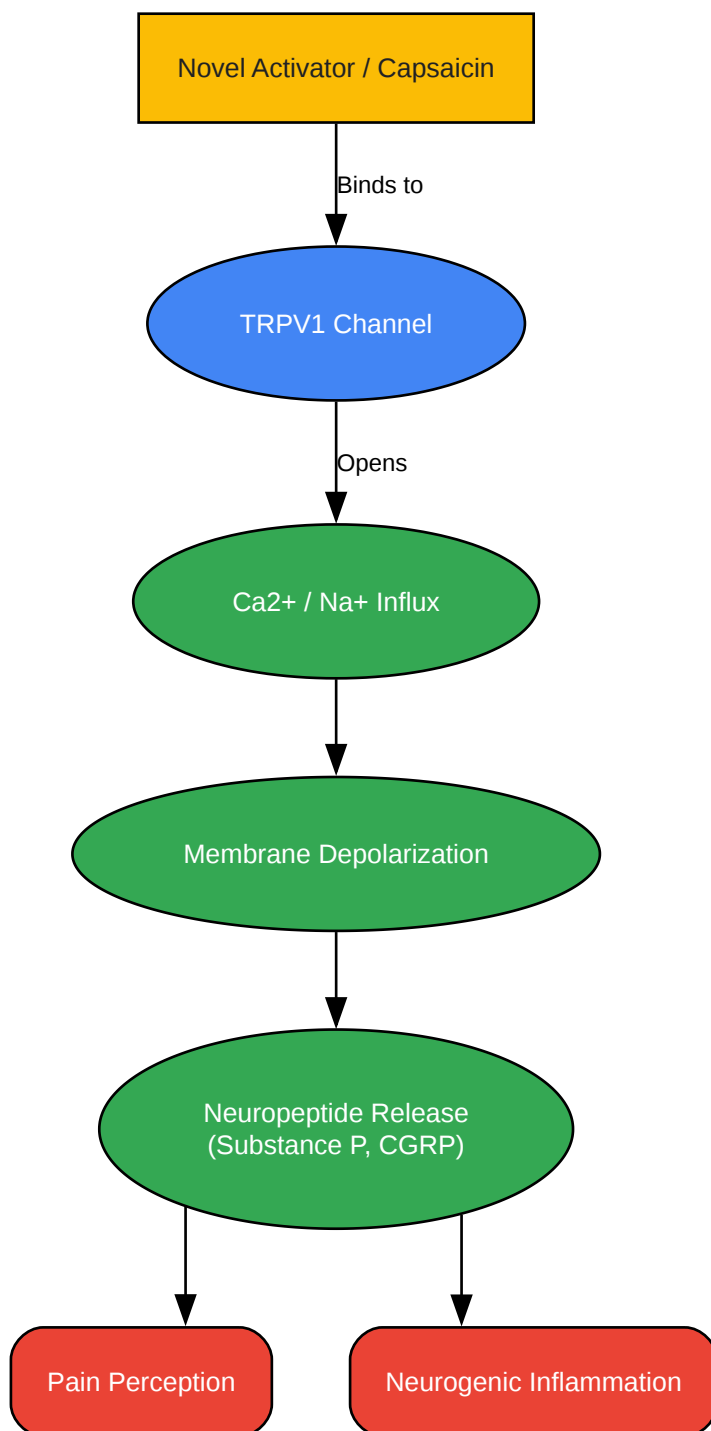 Novel Activator / Capsaicin
Binds to
TRPV1 Channel
Opens
Ca2+ / Na+ Influx
Membrane Depolarization
Neuropeptide Release
(Substance P, CGRP)
Pain Perception
Neurogenic Inflammation